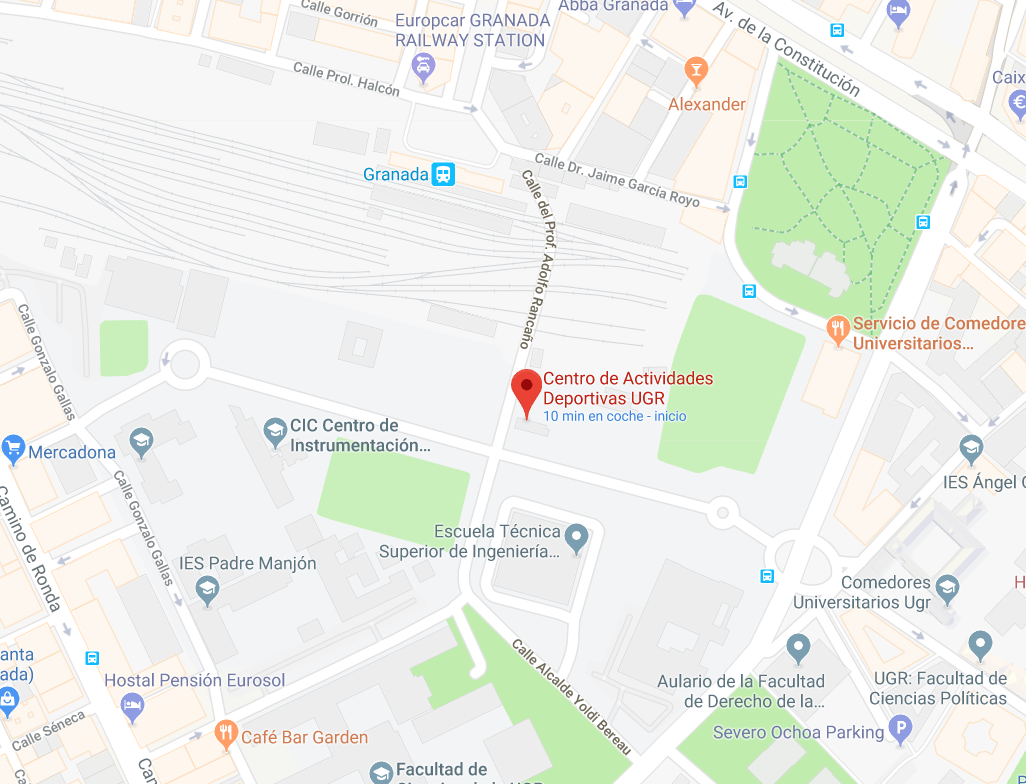 Calle Gorrión
Europcar GRANADA
RAILWAY STATION
Abba Granada
Av. de la Constitución
Calle Prol. Halcón
Caix
Alexander
Granada
Calle Dr. Jaime García Royo
Calle del Prof. Adolfo Rancaño
Calle Gonzalo Gallas
Servicio de Comedore
Universitarios...
Centro de Actividades
Deportivas UGR
10 min en coche - inicio
CIC Centro de
Instrumentación...
Mercadona
Calle Gonzalo Gallas
IES Ángel G
Camino de Ronda
Escuela Técnica
Superior de Ingeniería...
IES Padre Manjón
Comedores
Universitarios Ugr
H
anta
ada)
Calle Alcalde Yoldi Bereau
Hostal Pensión Eurosol
Aulario de la Facultad
de Derecho de la...
UGR: Facultad de
Ciencias Políticas
Calle Séneca
Café Bar Garden
Severo Ochoa Parking
P
Cam
Facultad de